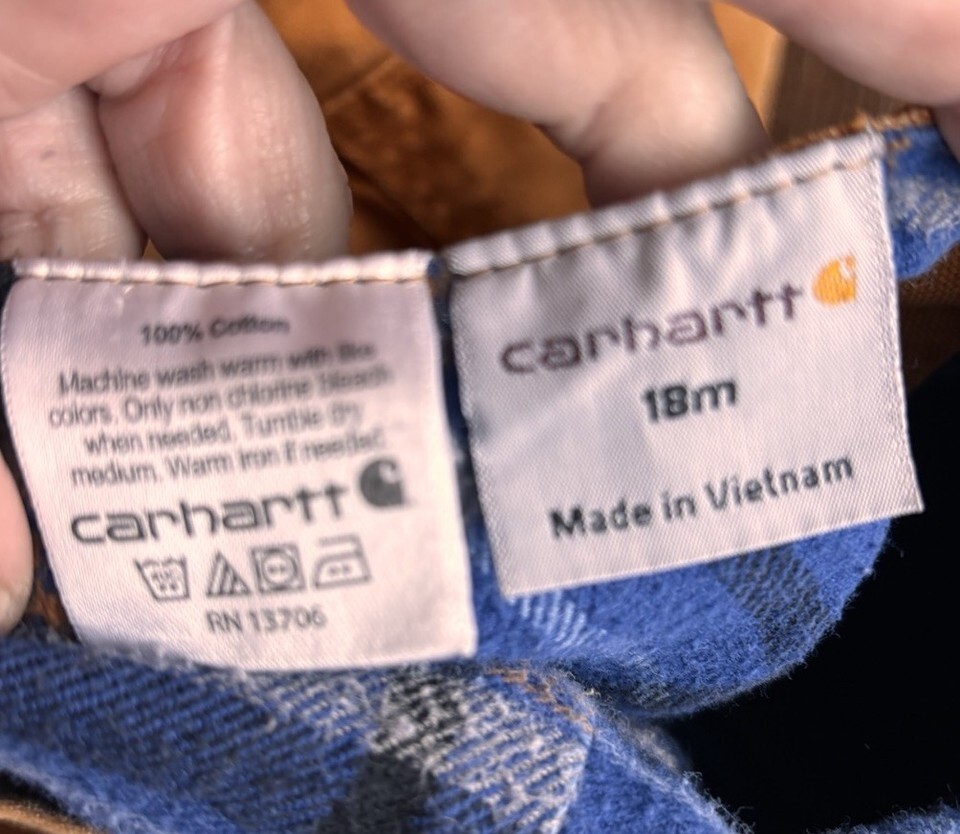 100% Cotton
Machine wash warm with like
colors. Only non chlorine bleach
when needed. Tumble dry
medium. Warm iron if needed.
carhartt
RN 13706
carhartt
18m
Made in Vietnam